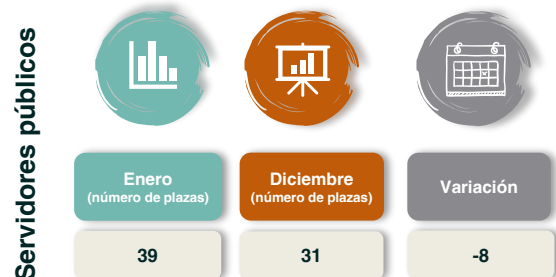 Servidores públicos
Enero
(número de plazas)
Diciembre
(número de plazas)
Variación
39
31
-8